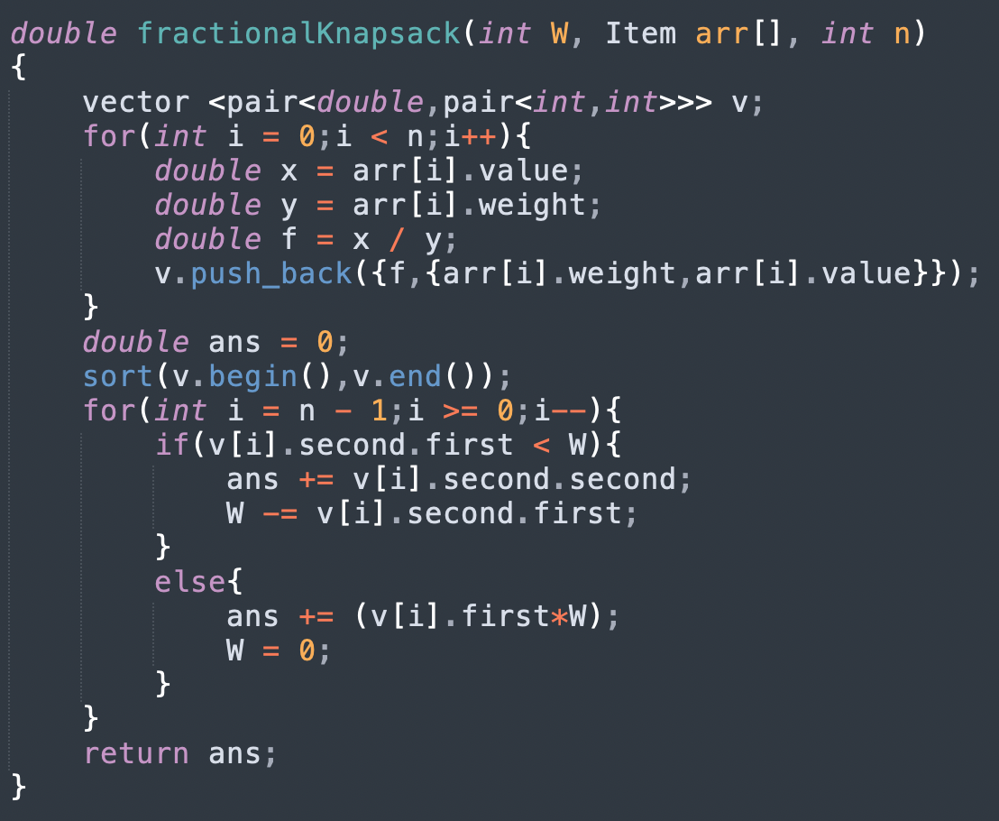 double fractionalKnapsack(int W, Item arr[], int n)
{
    vector <pair<double,pair<int,int>>> v;
    for(int i = 0;i < n;i++){
        double x = arr[i].value;
        double y = arr[i].weight;
        double f = x / y;
        v.push_back({f,{arr[i].weight,arr[i].value}});
    }
    double ans = 0;
    sort(v.begin(),v.end());
    for(int i = n - 1;i >= 0;i--){
        if(v[i].second.first < W){
            ans += v[i].second.second;
            W -= v[i].second.first;
        }
        else{
            ans += (v[i].first*W);
            W = 0;
        }
    }
    return ans;
}